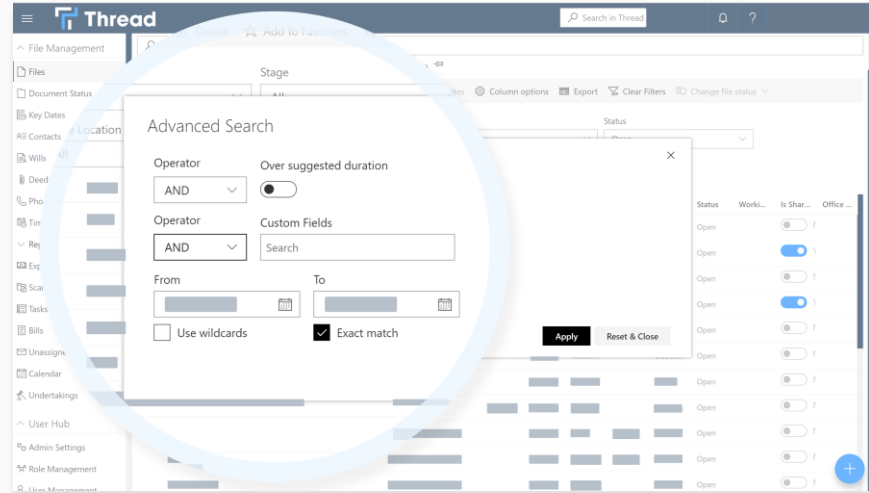 Thread
Search in Thread
?
Delete
Add to Favorites
File Management
Files
Document Status
Key Dates
Contacts
Wills
Deed
Pho
Tim
Re
Exp
Scan
Tasks
Bills
Unassigne
Calendar
Undertakings
User Hub
Admin Settings
Role Management
User Management
Stage
All
Location
All
Column options
Export
Clear Filters
Change file status
Status
Open
Advanced Search
Operator
Over suggested duration
AND
Operator
Custom Fields
AND
Search
From
To
Use wildcards
Exact match
Apply
Reset & Close
Status
Worki...
Is Shar...
Office ...
Open
Open
Open
Open
Open
Open
Open
Open
Open
Open
Open